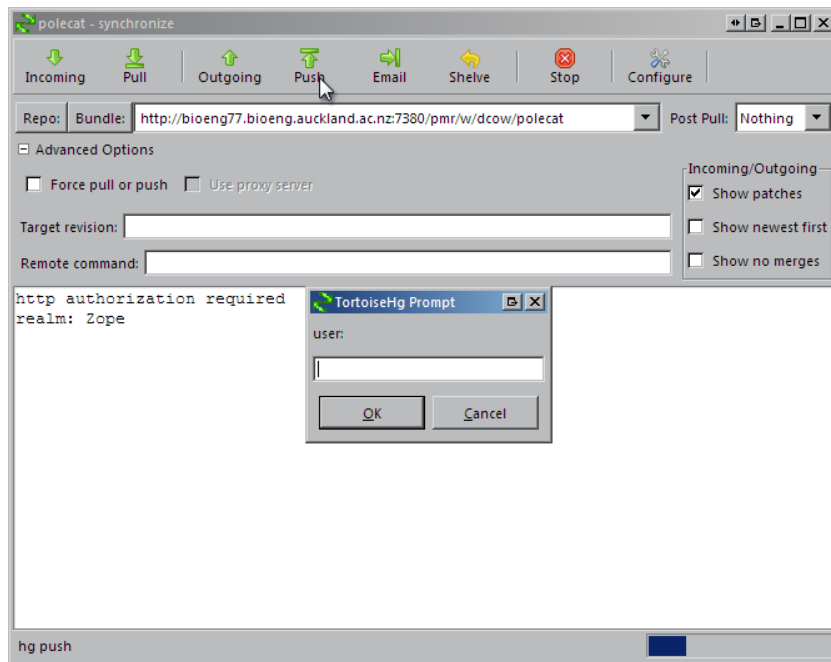 polecat - synchronize
Incoming Pull Outgoing Push Email Shelve Stop Configure
Repo: Bundle: http://bioeng77.bioeng.auckland.ac.nz:7380/pmr/w/dcow/polecat Post Pull: Nothing
Advanced Options
Incoming/Outgoing
Force pull or push Use proxy server
Show patches
Target revision:
Show newest first
Remote command:
Show no merges
http authorization required
realm: Zope
TortoiseHg Prompt
user:
OK Cancel
hg push